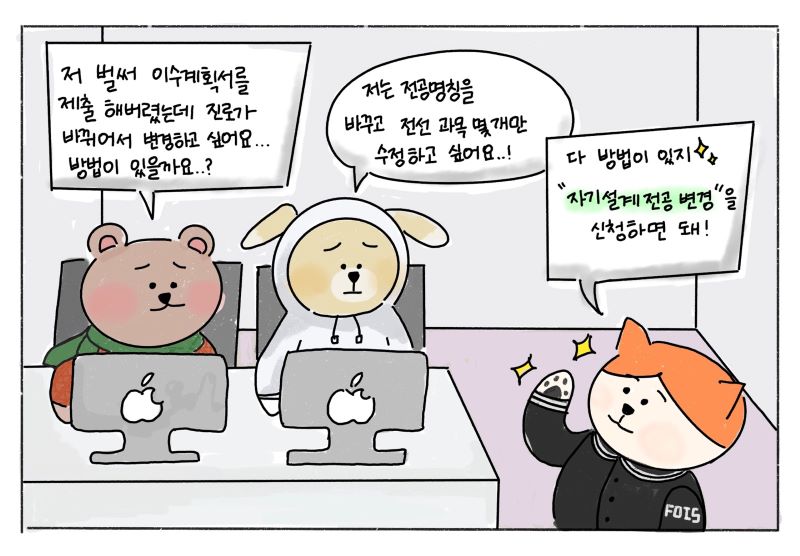 저 벌써 이수계획서를
제출 해버렸는데 진로가
바뀌어서 변경하고 싶어요...
방법이 있을까요..?
저는 전공명칭을
바꾸고 전선 과목 몇개만
수정하고 싶어요..!
다 방법이 있지
"자기설계전공 변경"을
신청하면 돼!
FOIS